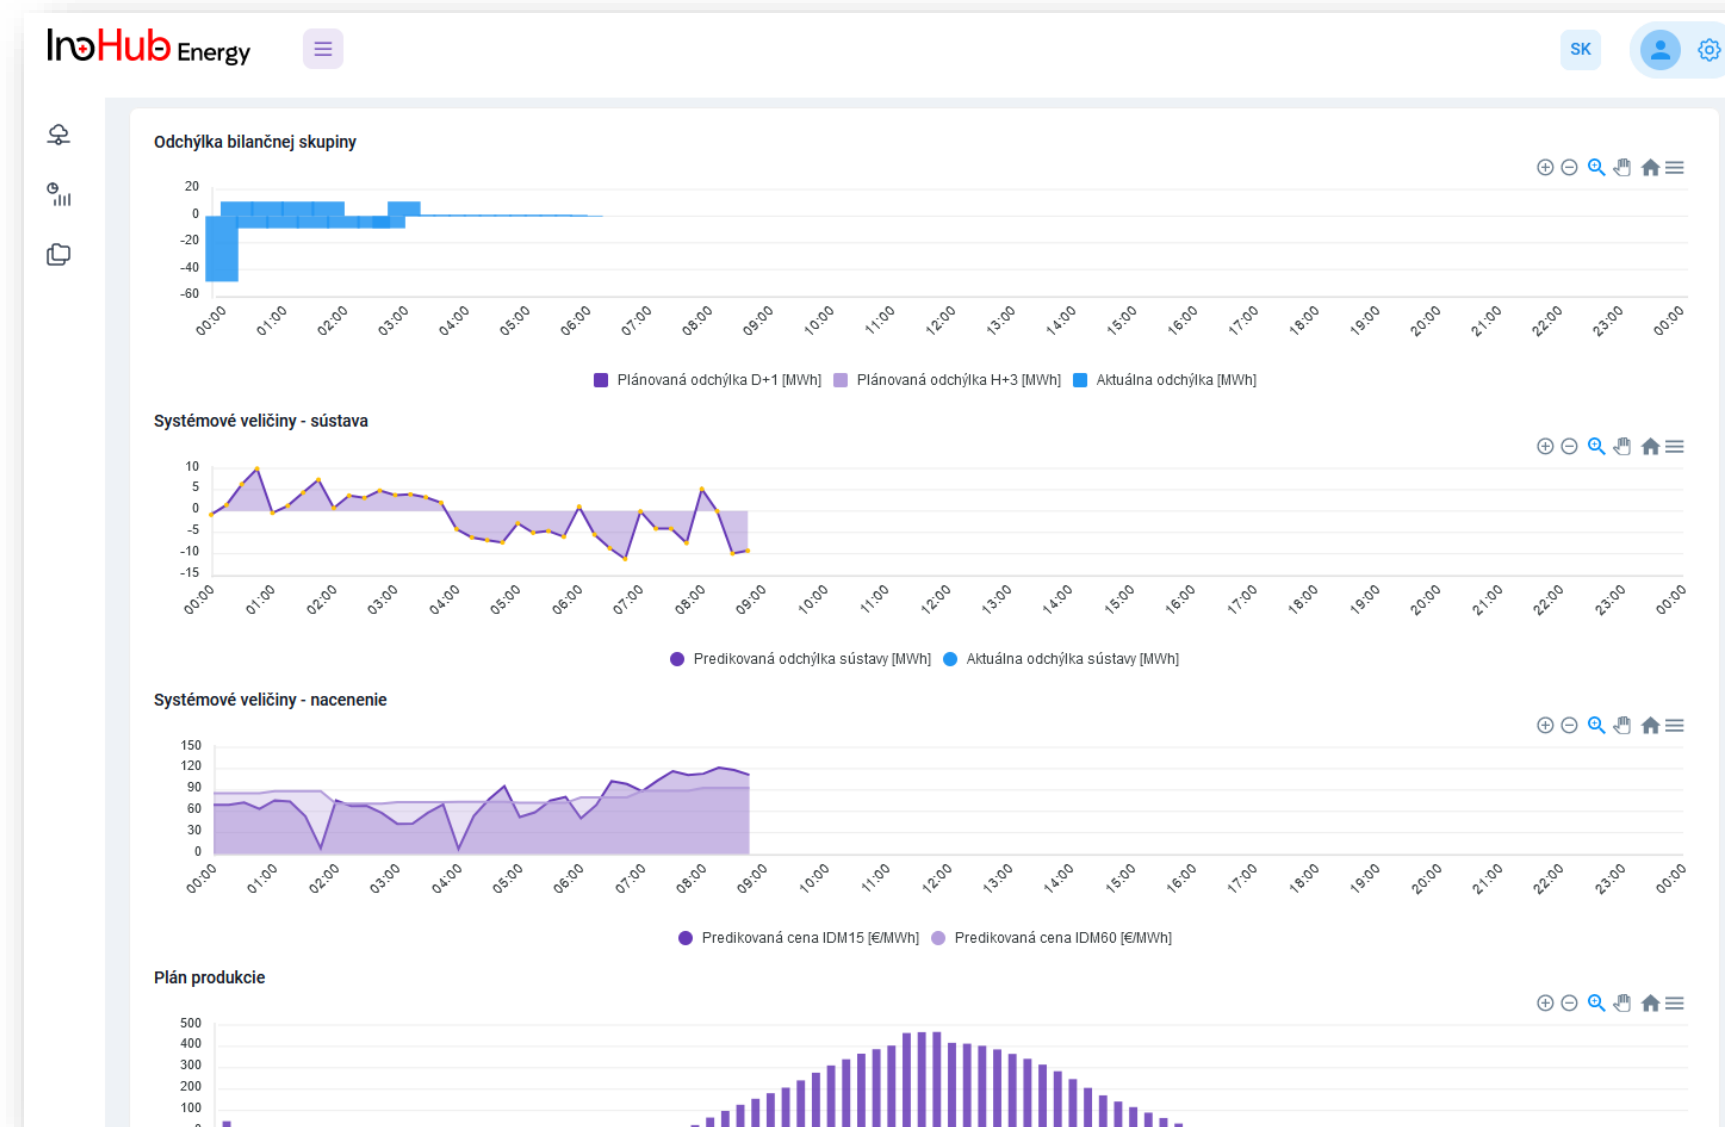 InoHub Energy
SK
Odchýlka bilančnej skupiny
20
0
-20
-40
-60
00:00 01:00 02:00 03:00 04:00 05:00 06:00 07:00 08:00 09:00 10:00 11:00 12:00 13:00 14:00 15:00 16:00 17:00 18:00 19:00 20:00 21:00 22:00 23:00 00:00
Plánovaná odchýlka D+1 [MWh] Plánovaná odchýlka H+3 [MWh] Aktuálna odchýlka [MWh]
Systémové veličiny - sústava
10
5
0
-5
-10
-15
00:00 01:00 02:00 03:00 04:00 05:00 06:00 07:00 08:00 09:00 10:00 11:00 12:00 13:00 14:00 15:00 16:00 17:00 18:00 19:00 20:00 21:00 22:00 23:00 00:00
Predikovaná odchýlka sústavy [MWh] Aktuálna odchýlka sústavy [MWh]
Systémové veličiny - nacenenie
150
120
90
60
30
0
00:00 01:00 02:00 03:00 04:00 05:00 06:00 07:00 08:00 09:00 10:00 11:00 12:00 13:00 14:00 15:00 16:00 17:00 18:00 19:00 20:00 21:00 22:00 23:00 00:00
Predikovaná cena IDM15 [€/MWh] Predikovaná cena IDM60 [€/MWh]
Plán produkcie
500
400
300
200
100
0